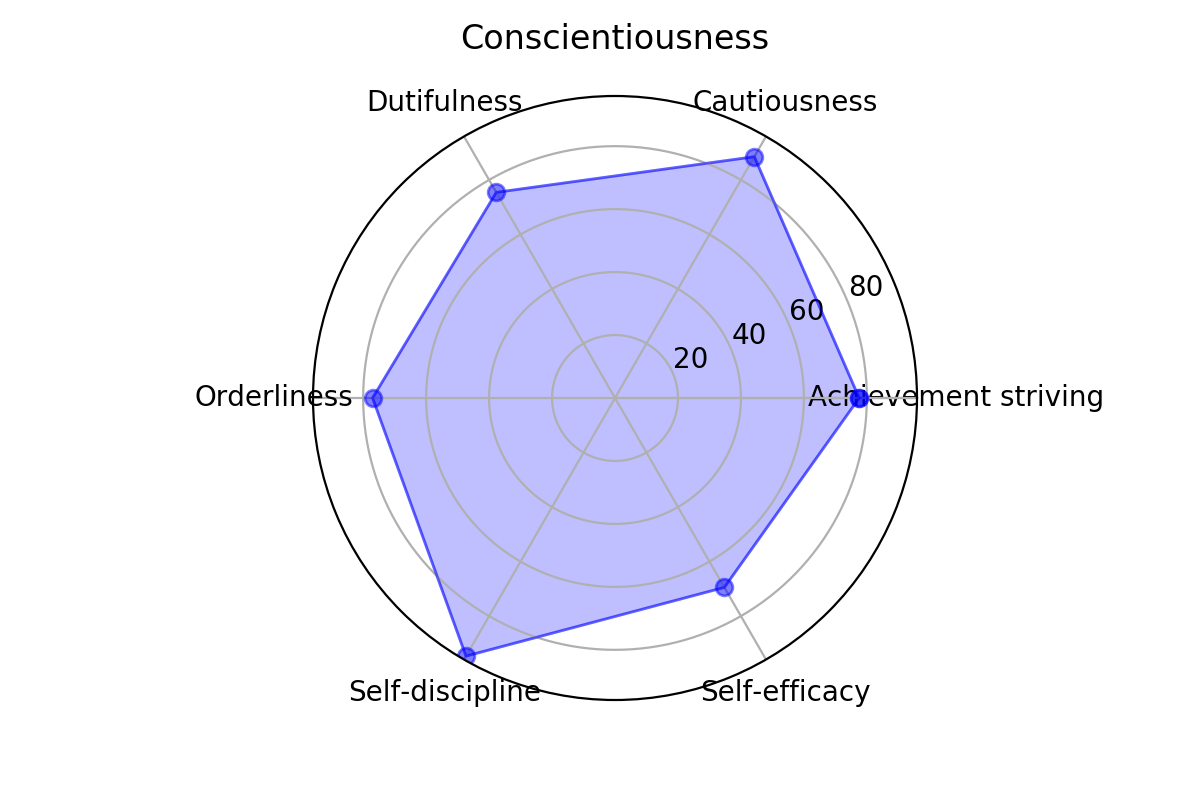 Conscientiousness
Dutifulness
Cautiousness
80
60
40
20
Orderliness
Achievement striving
Self-discipline
Self-efficacy